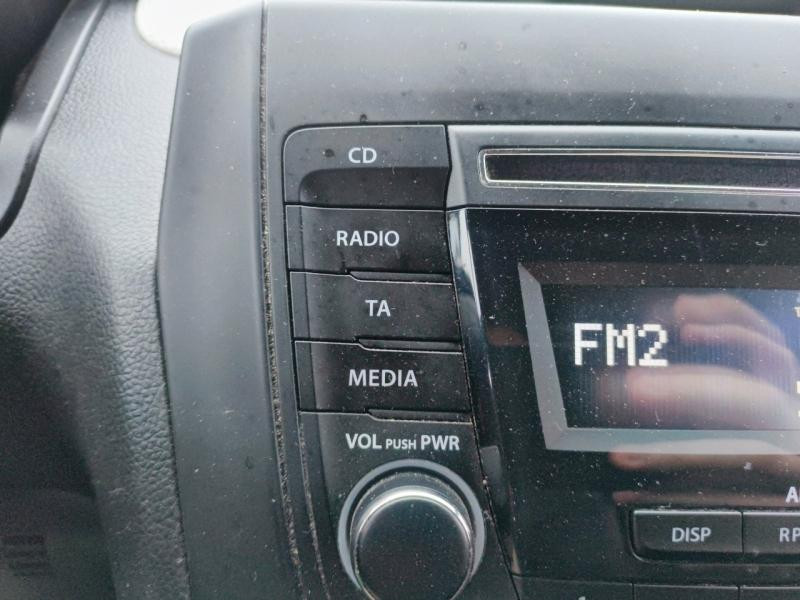 CD
RADIO
TA
MEDIA
FM2
VOL PUSH PWR
DISP